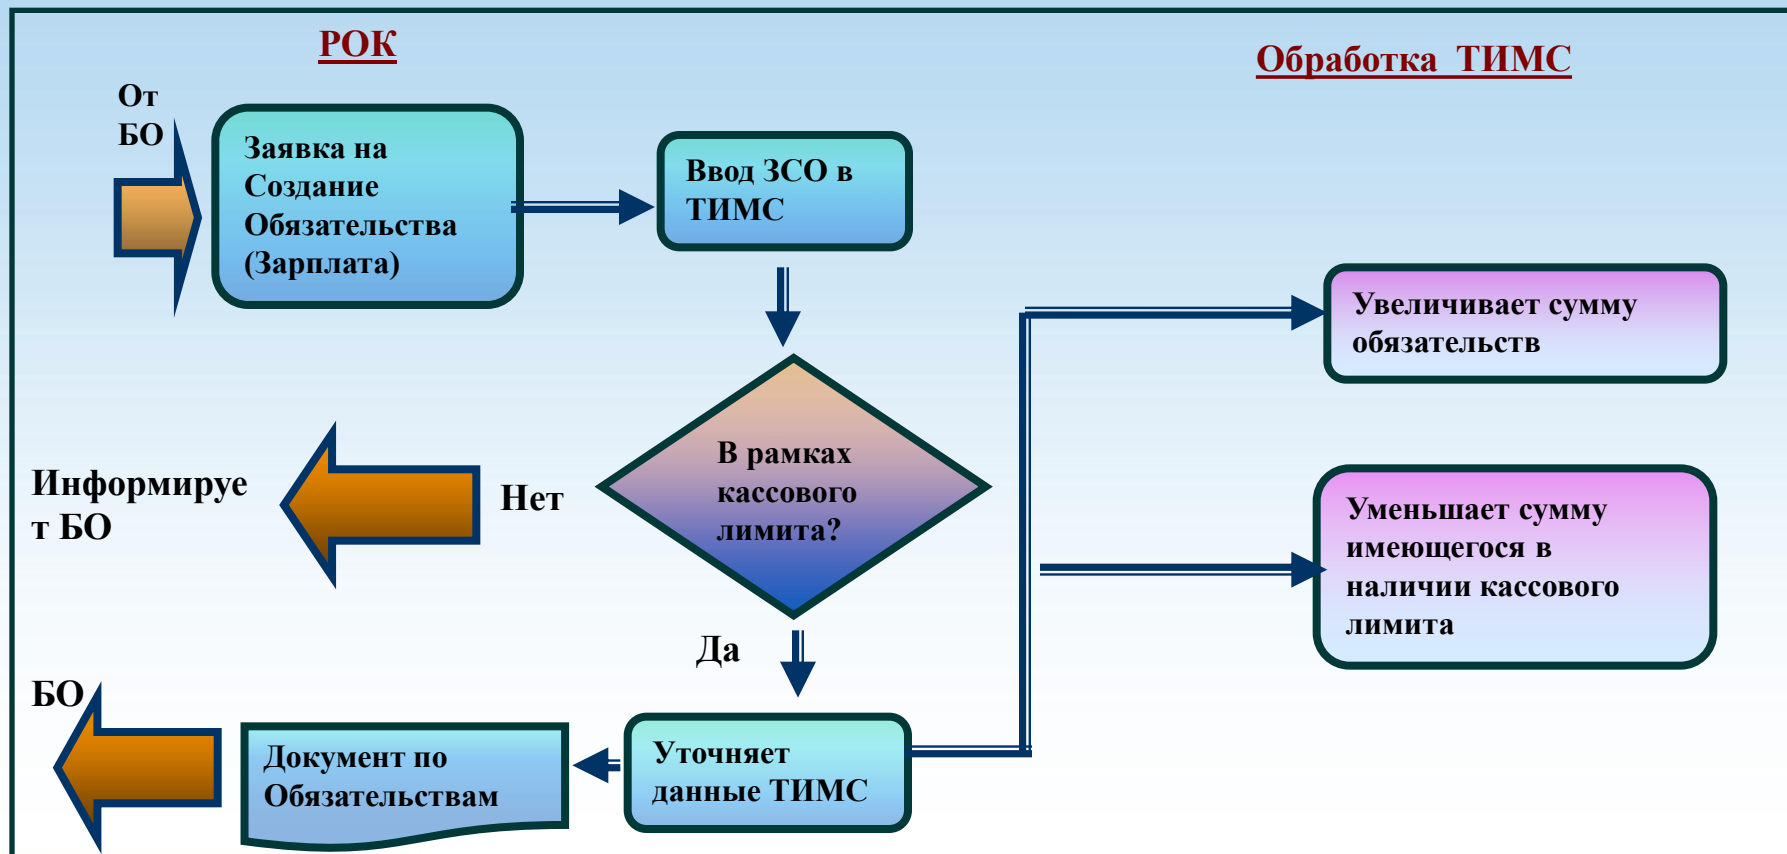 РОК
Обработка ТИМС
От
БО
Заявка на
Создание
Обязательства
(Зарплата)
Ввод ЗСО в
ТИМС
Увеличивает сумму
обязательств
В рамках
кассового
лимита?
Информируе
т БО
Нет
Уменьшает сумму
имеющегося в
наличии кассового
лимита
Да
БО
Документ по
Обязательствам
Уточняет
данные ТИМС